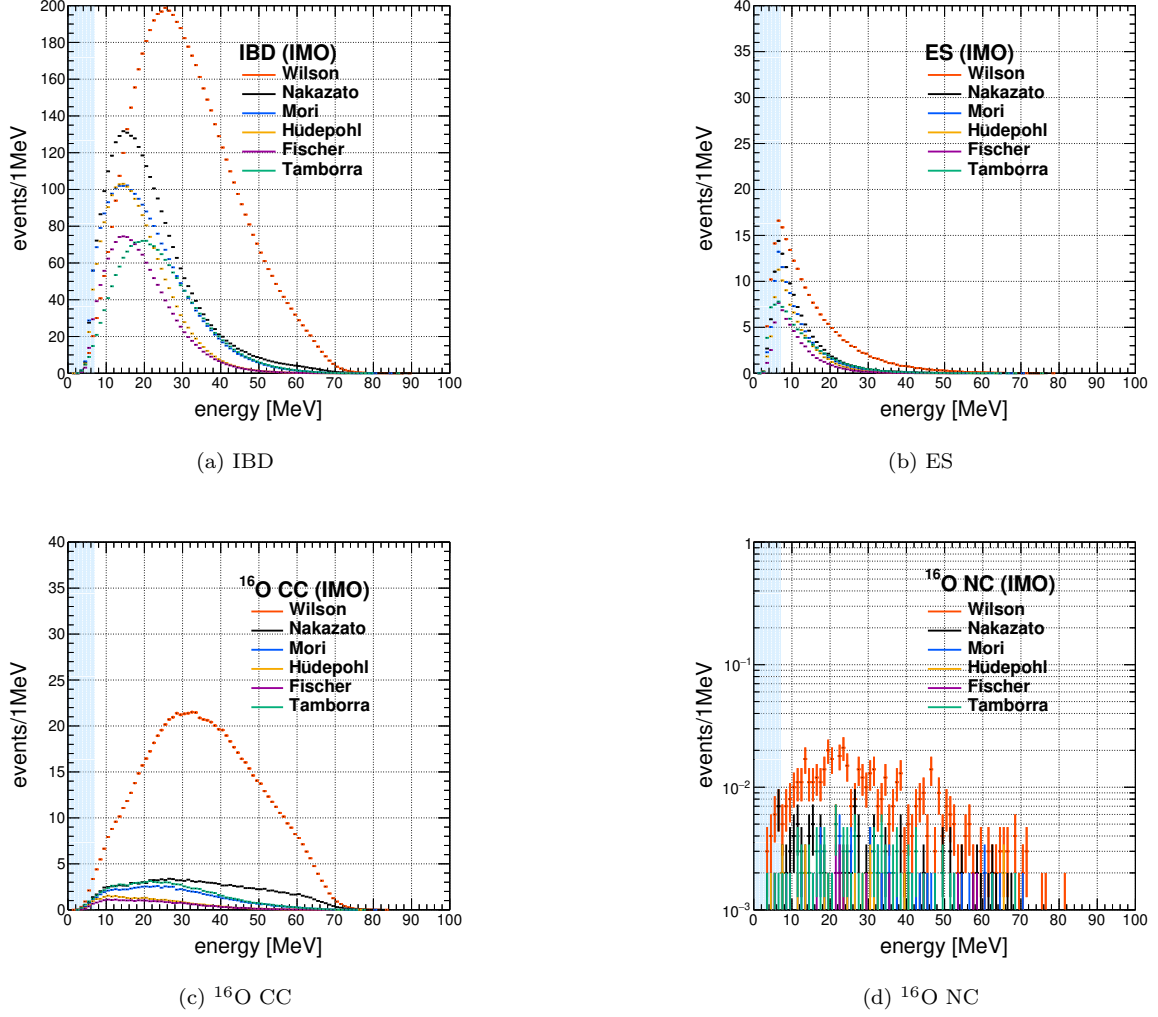 200
180
160
140
120
100
80
60
40
20
0
events/1MeV
IBD (IMO)
Wilson
Nakazato
Mori
Hüdepohl
Fischer
Tamborra
0 10 20 30 40 50 60 70 80 90 100
energy [MeV]
(a) IBD
40
35
30
25
20
15
10
5
0
events/1MeV
ES (IMO)
Wilson
Nakazato
Mori
Hüdepohl
Fischer
Tamborra
0 10 20 30 40 50 60 70 80 90 100
energy [MeV]
(b) ES
40
35
30
25
20
15
10
5
0
events/1MeV
¹⁶O CC (IMO)
Wilson
Nakazato
Mori
Hüdepohl
Fischer
Tamborra
0 10 20 30 40 50 60 70 80 90 100
energy [MeV]
(c) ¹⁶O CC
1
10⁻¹
10⁻²
10⁻³
events/1MeV
¹⁶O NC (IMO)
Wilson
Nakazato
Mori
Hüdepohl
Fischer
Tamborra
0 10 20 30 40 50 60 70 80 90 100
energy [MeV]
(d) ¹⁶O NC